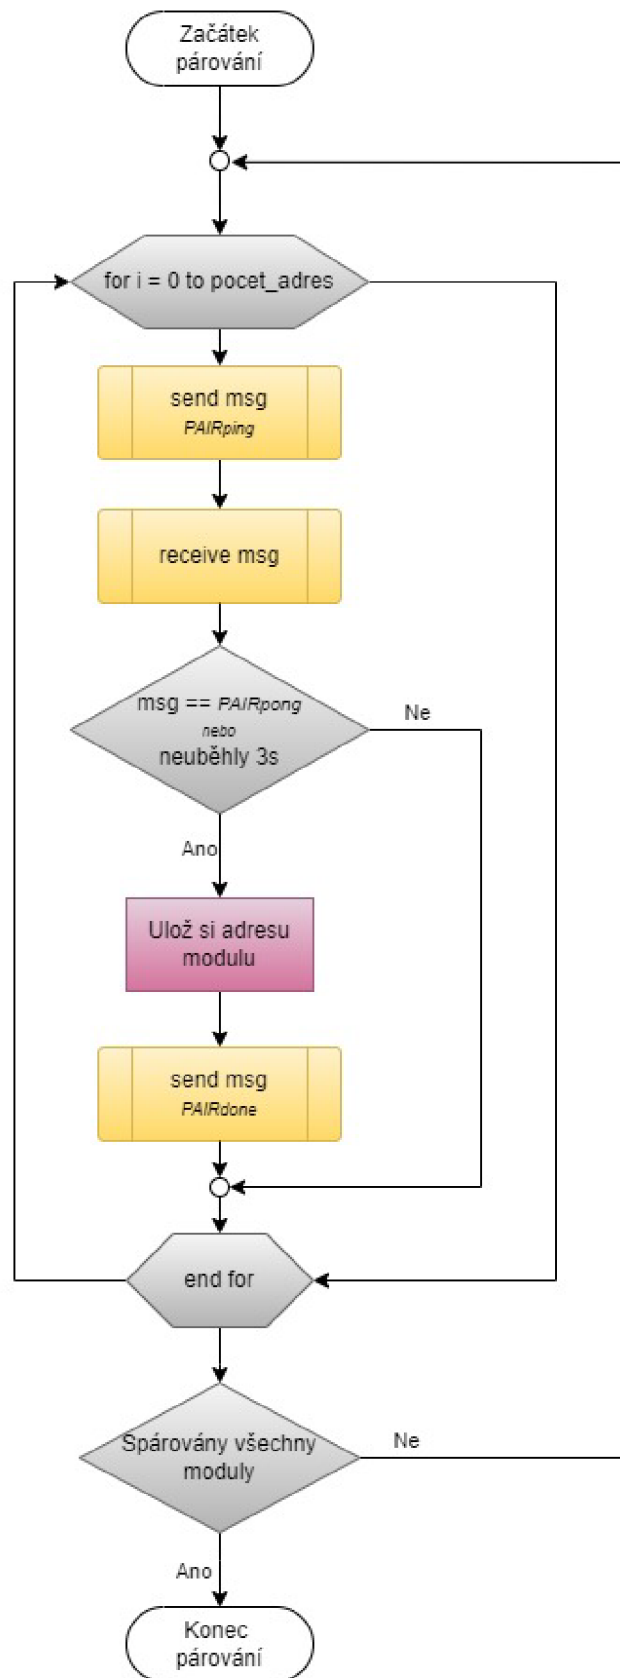 Začátek
párování
for i = 0 to pocet_adres
send msg
PAIRping
receive msg
msg == PAIRpong
nebo
neuběhly 3s
Ne
Ano
Ulož si adresu
modulu
send msg
PAIRdone
end for
Spárovány všechny
moduly
Ne
Ano
Konec
párování